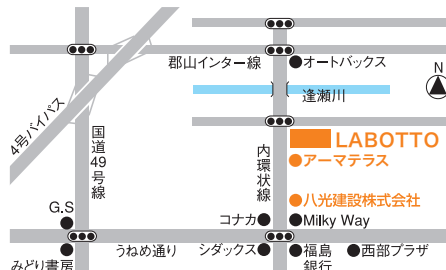 郡山インター線
オートバックス
N
逢瀬川
4号バイパス
国道49号線
内環状線
LABOTTO
アーマテラス
八光建設株式会社
G.S
コナカ
Milky Way
うねめ通り
シダックス
福島銀行
西部プラザ
みどり書房